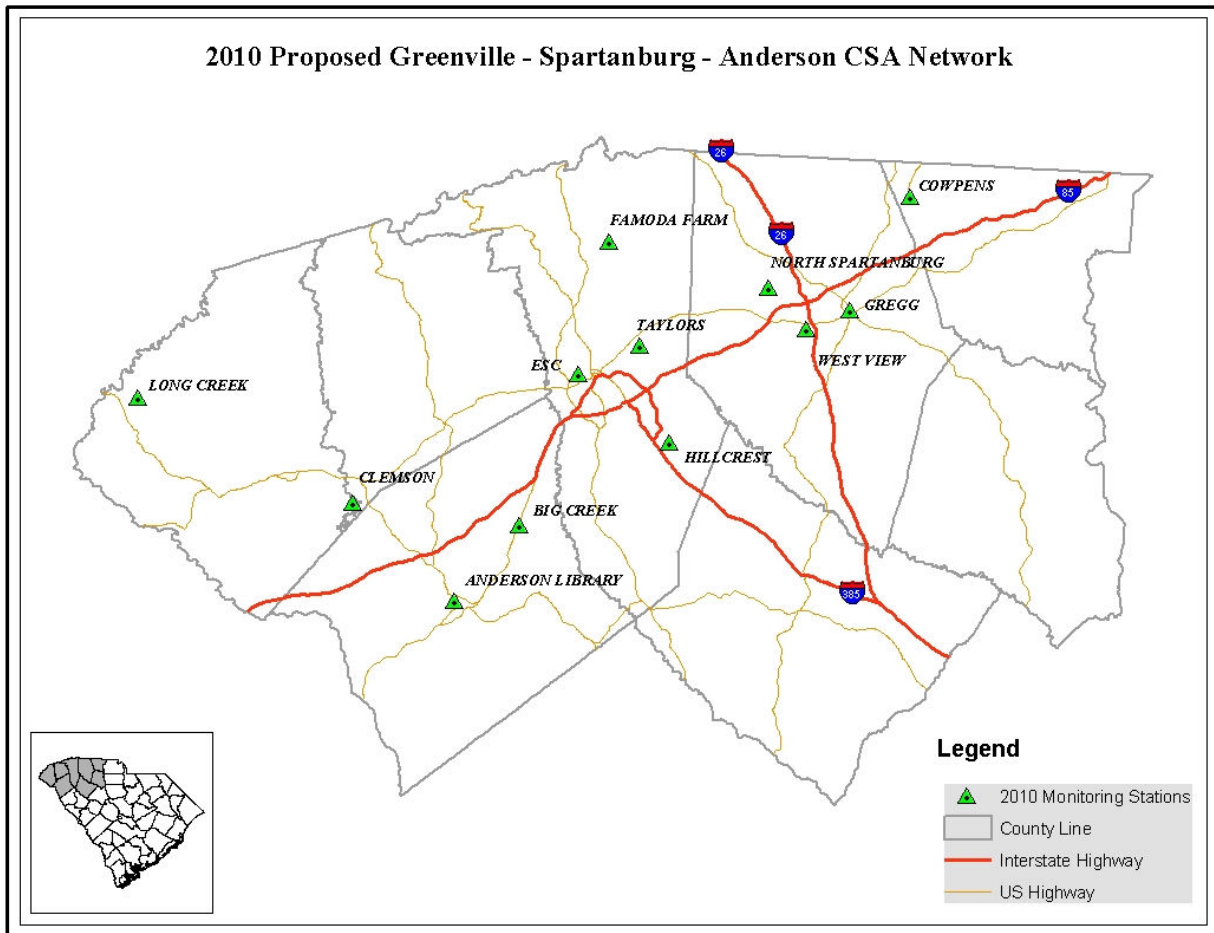 2010 Proposed Greenville - Spartanburg - Anderson CSA Network
26
COWPENS
85
FAMODA FARM
26
NORTH SPARTANBURG
GREGG
TAYLORS
WEST VIEW
ESC
LONG CREEK
HILLCREST
CLEMSON
BIG CREEK
ANDERSON LIBRARY
385
Legend
2010 Monitoring Stations
County Line
Interstate Highway
US Highway